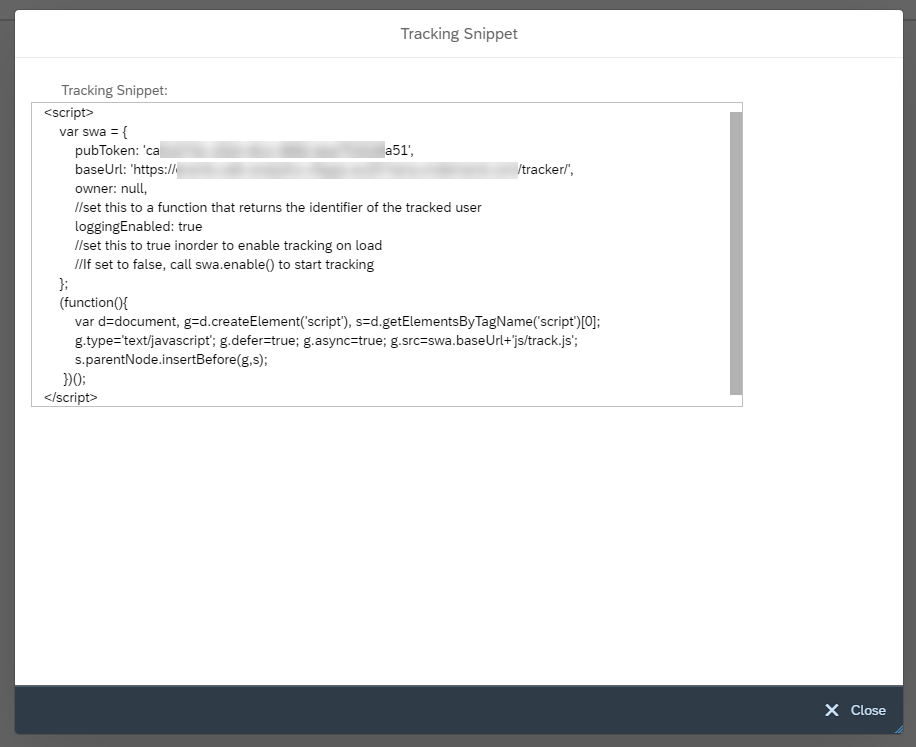 Tracking Snippet
Tracking Snippet:
<script>
var swa = {
pubToken: 'ca a51',
baseUrl: 'https:// /tracker/',
owner: null,
//set this to a function that returns the identifier of the tracked user
loggingEnabled: true
//set this to true inorder to enable tracking on load
//If set to false, call swa.enable() to start tracking
};
(function(){
var d=document, g=d.createElement('script'), s=d.getElementsByTagName('script')[0];
g.type='text/javascript'; g.defer=true; g.async=true; g.src=swa.baseUrl+'js/track.js';
s.parentNode.insertBefore(g,s);
})();
</script>
Close